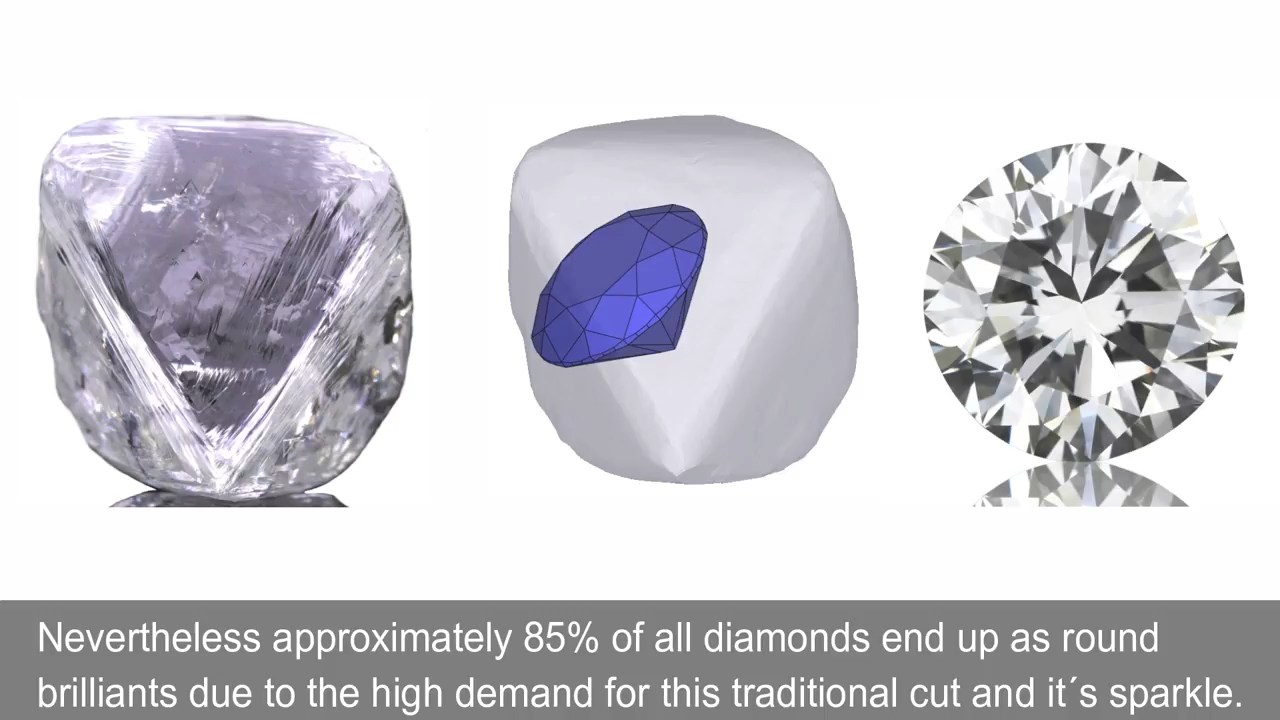 Nevertheless approximately 85% of all diamonds end up as round
brilliants due to the high demand for this traditional cut and it´s sparkle.